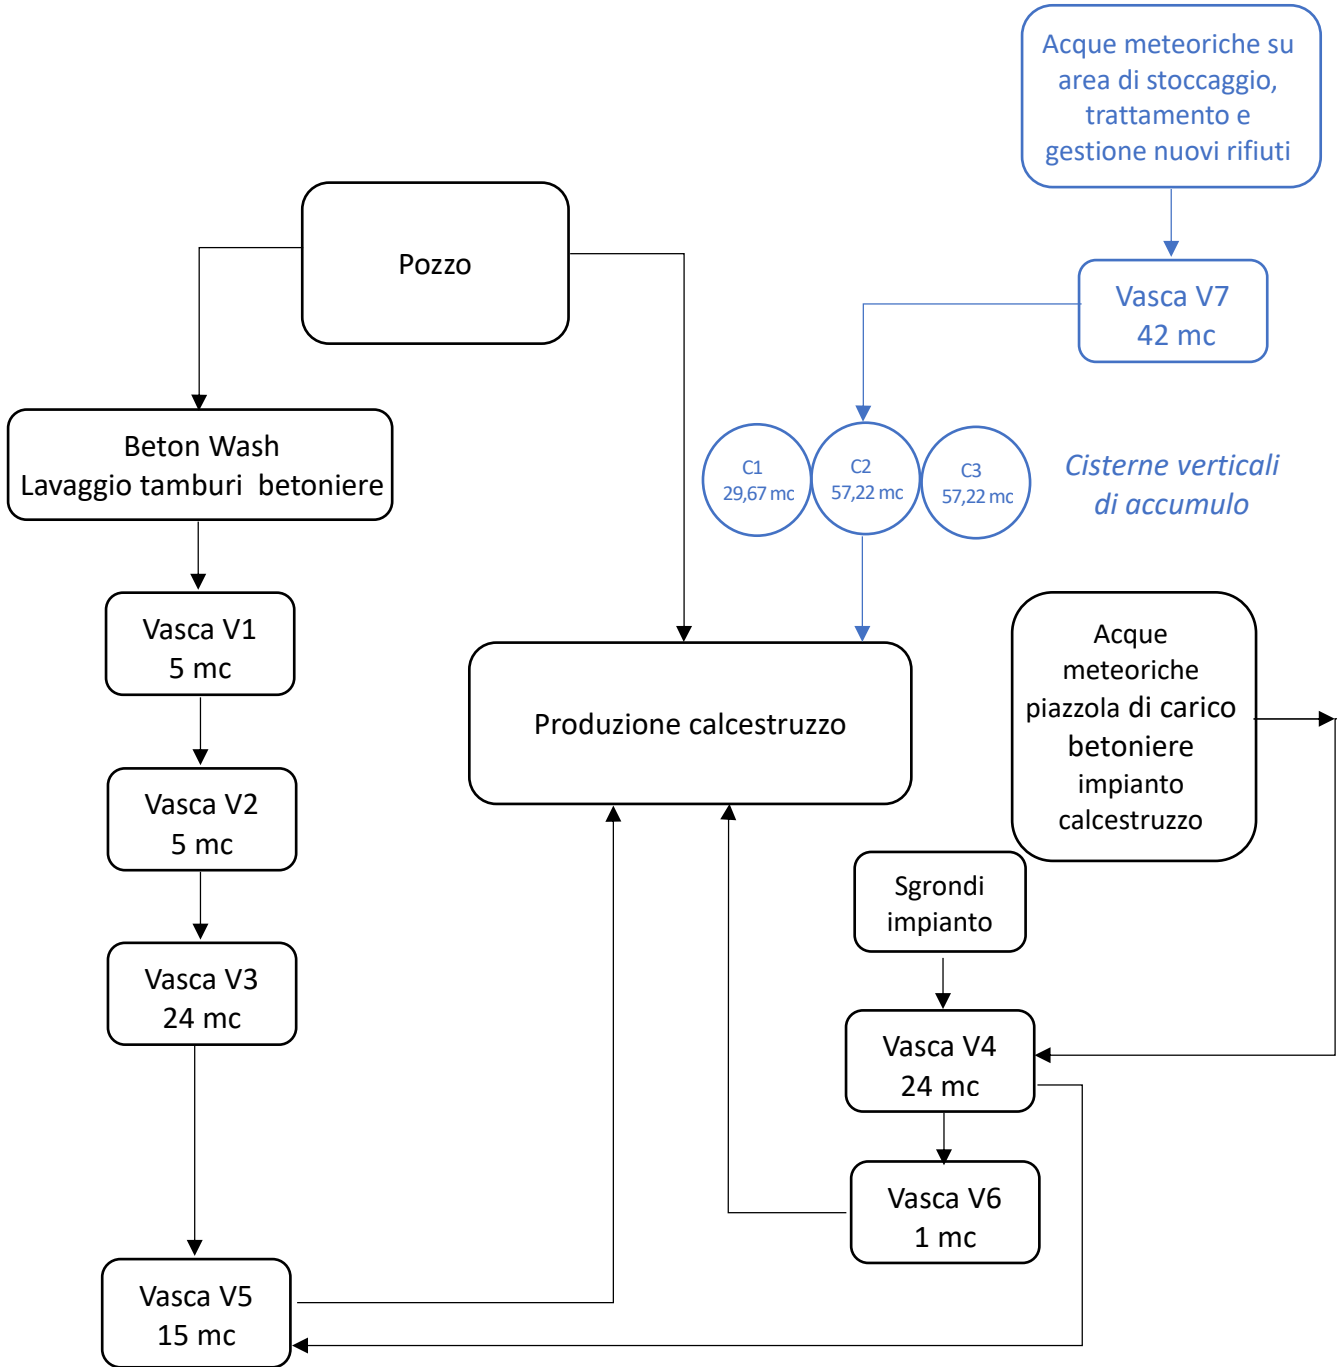 Acque meteoriche su
area di stoccaggio,
trattamento e
gestione nuovi rifiuti
Pozzo
Vasca V7
42 mc
Beton Wash
Lavaggio tamburi betoniere
C1
29,67 mc
C2
57,22 mc
C3
57,22 mc
Cisterne verticali
di accumulo
Vasca V1
5 mc
Produzione calcestruzzo
Acque
meteoriche
piazzola di carico
betoniere
impianto
calcestruzzo
Vasca V2
5 mc
Sgrondi
impianto
Vasca V3
24 mc
Vasca V4
24 mc
Vasca V6
1 mc
Vasca V5
15 mc